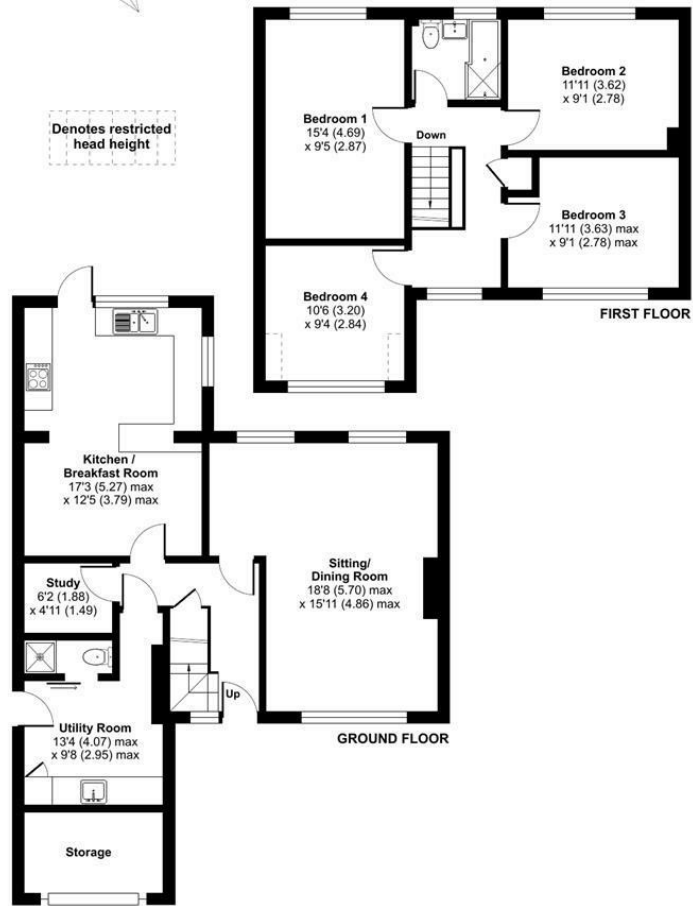 Denotes restricted
head height
Bedroom 1
15'4 (4.69)
x 9'5 (2.87)
Down
Bedroom 2
11'11 (3.62)
x 9'1 (2.78)
Bedroom 3
11'11 (3.63) max
x 9'1 (2.78) max
Bedroom 4
10'6 (3.20)
x 9'4 (2.84)
FIRST FLOOR
Kitchen /
Breakfast Room
17'3 (5.27) max
x 12'5 (3.79) max
Study
6'2 (1.88)
x 4'11 (1.49)
Sitting/
Dining Room
18'8 (5.70) max
x 15'11 (4.86) max
Up
Utility Room
13'4 (4.07) max
x 9'8 (2.95) max
GROUND FLOOR
Storage